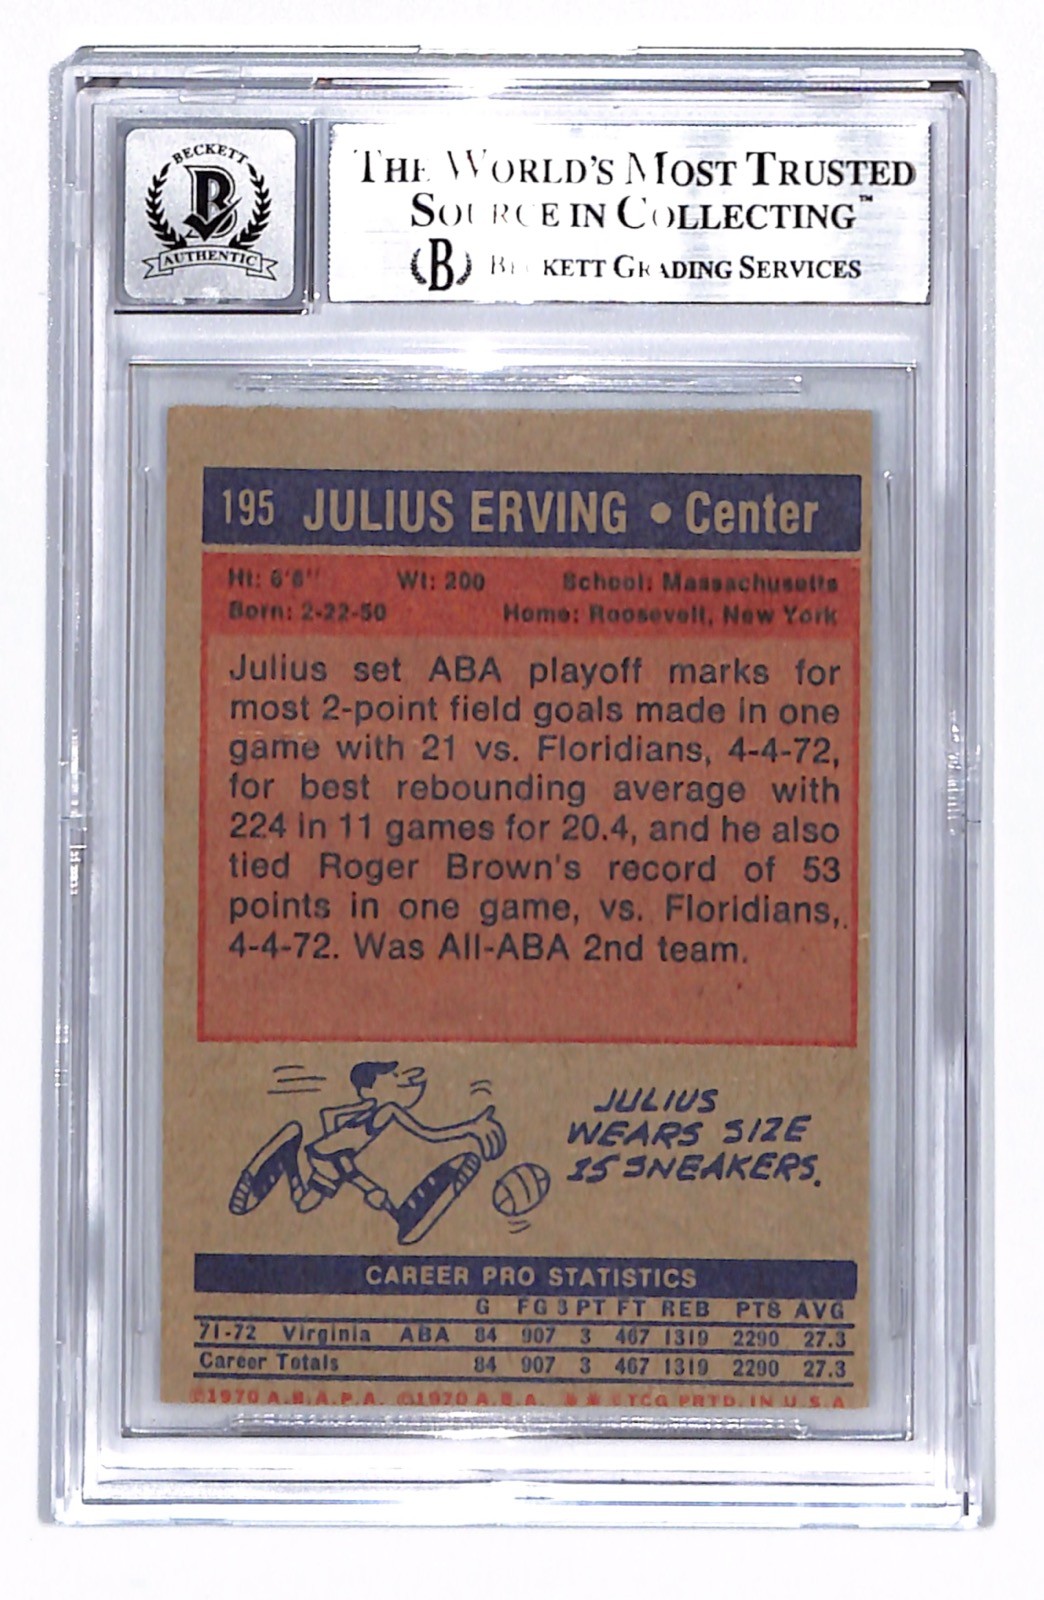 BECKETT
B
AUTHENTIC
THE WORLD'S MOST TRUSTED
SOURCE IN COLLECTING™
B BECKETT GRADING SERVICES
195 JULIUS ERVING • Center
Ht: 6'6" Wt: 200 School: Massachusetts
Born: 2-22-50 Home: Roosevelt, New York
Julius set ABA playoff marks for
most 2-point field goals made in one
game with 21 vs. Floridians, 4-4-72,
for best rebounding average with
224 in 11 games for 20.4, and he also
tied Roger Brown's record of 53
points in one game, vs. Floridians,
4-4-72. Was All-ABA 2nd team.
JULIUS
WEARS SIZE
15 SNEAKERS.
CAREER PRO STATISTICS
G FG 3PT FT REB PTS AVG
71-72 Virginia ABA 84 907 3 467 1319 2290 27.3
Career Totals 84 907 3 467 1319 2290 27.3
©1970 A.B.A.P.A. ©1970 A.B.A. * * ©TCG PRTD. IN U.S.A